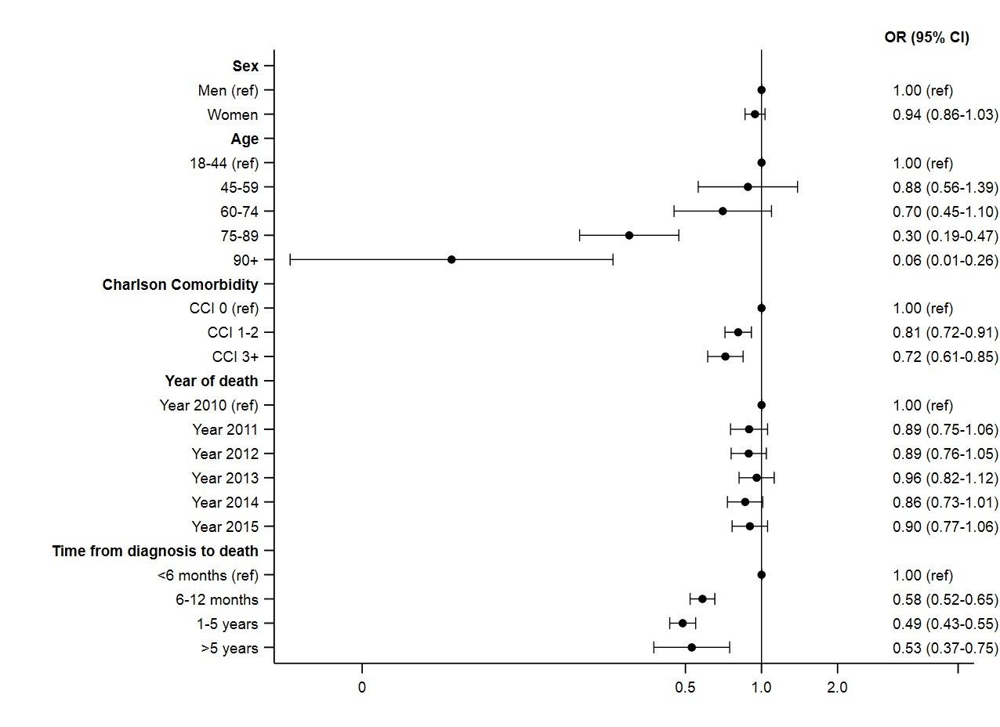 OR (95% CI)
Sex
Men (ref) 1.00 (ref)
Women 0.94 (0.86-1.03)
Age
18-44 (ref) 1.00 (ref)
45-59 0.88 (0.56-1.39)
60-74 0.70 (0.45-1.10)
75-89 0.30 (0.19-0.47)
90+ 0.06 (0.01-0.26)
Charlson Comorbidity
CCI 0 (ref) 1.00 (ref)
CCI 1-2 0.81 (0.72-0.91)
CCI 3+ 0.72 (0.61-0.85)
Year of death
Year 2010 (ref) 1.00 (ref)
Year 2011 0.89 (0.75-1.06)
Year 2012 0.89 (0.76-1.05)
Year 2013 0.96 (0.82-1.12)
Year 2014 0.86 (0.73-1.01)
Year 2015 0.90 (0.77-1.06)
Time from diagnosis to death
<6 months (ref) 1.00 (ref)
6-12 months 0.58 (0.52-0.65)
1-5 years 0.49 (0.43-0.55)
>5 years 0.53 (0.37-0.75)
0 0.5 1.0 2.0